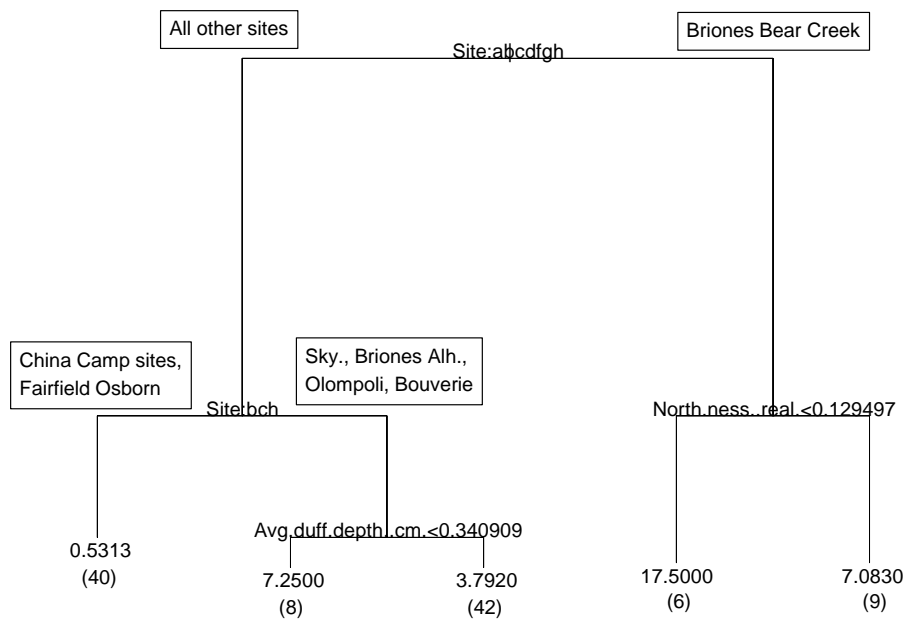 All other sites
Briones Bear Creek
Site:abcdfgh
China Camp sites,
Fairfield Osborn
Sky., Briones Alh.,
Olompoli, Bouverie
Site:bch
North.ness..real.<0.129497
Avg.duff.depth..cm.<0.340909
0.5313
(40)
7.2500
(8)
3.7920
(42)
17.5000
(6)
7.0830
(9)